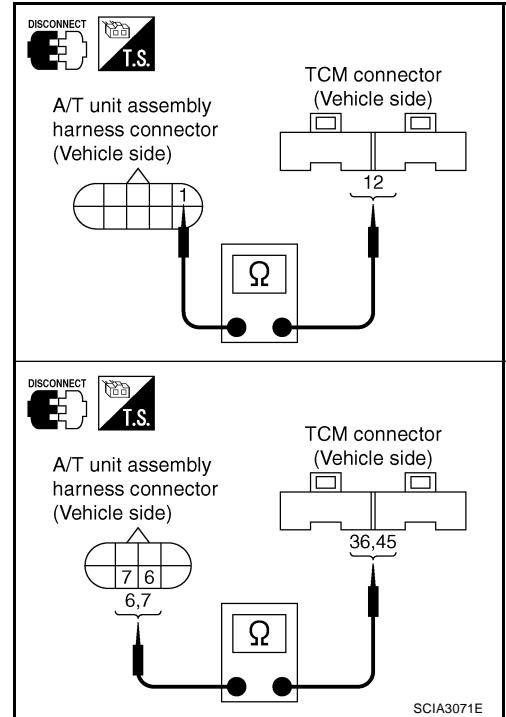 DISCONNECT
T.S.
A/T unit assembly
harness connector
(Vehicle side)
TCM connector
(Vehicle side)
1
12
Ω
DISCONNECT
T.S.
A/T unit assembly
harness connector
(Vehicle side)
TCM connector
(Vehicle side)
7 6
6,7
36,45
Ω
SCIA3071E